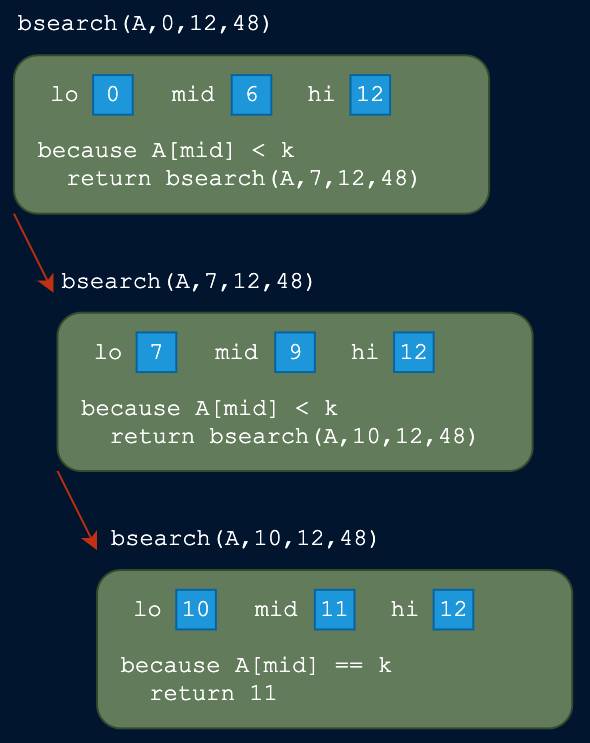 bsearch(A,0,12,48)
lo 0 mid 6 hi 12
because A[mid] < k
return bsearch(A,7,12,48)
bsearch(A,7,12,48)
lo 7 mid 9 hi 12
because A[mid] < k
return bsearch(A,10,12,48)
bsearch(A,10,12,48)
lo 10 mid 11 hi 12
because A[mid] == k
return 11